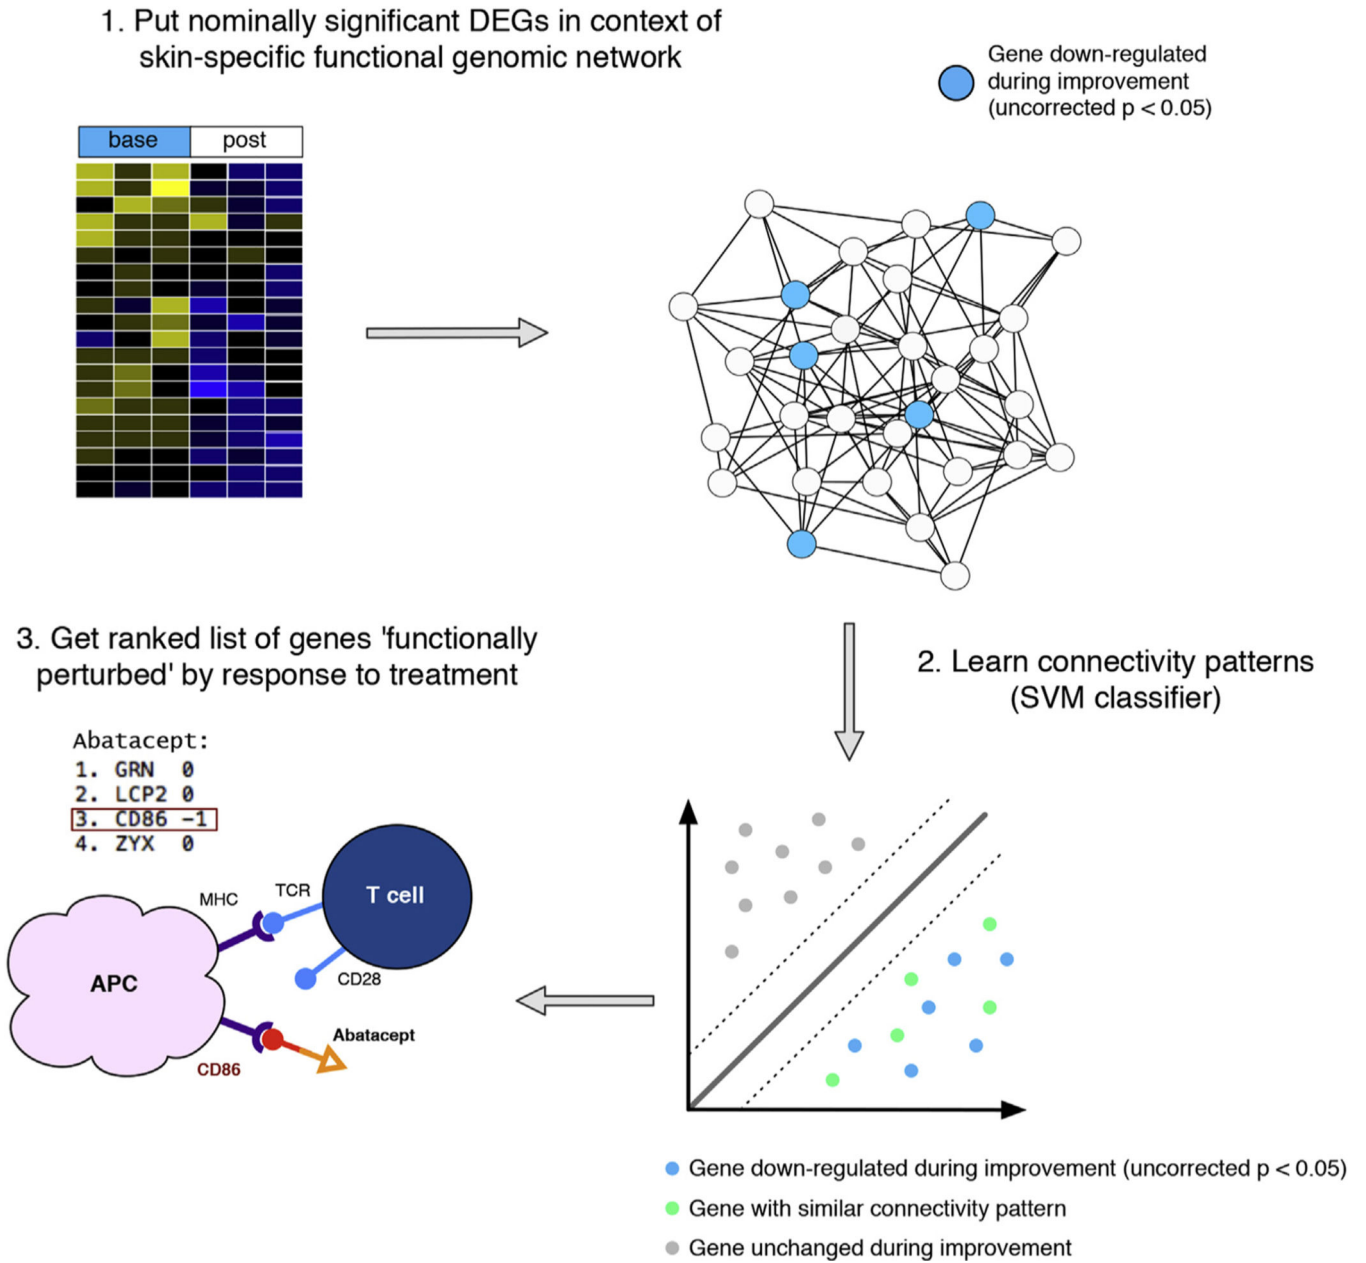 1. Put nominally significant DEGs in context of
skin-specific functional genomic network
Gene down-regulated
during improvement
(uncorrected p < 0.05)
base post
3. Get ranked list of genes 'functionally
perturbed' by response to treatment
2. Learn connectivity patterns
(SVM classifier)
Abatacept:
1. GRN 0
2. LCP2 0
3. CD86 -1
4. ZYX 0
MHC
TCR
T cell
CD28
APC
Abatacept
CD86
Gene down-regulated during improvement (uncorrected p < 0.05)
Gene with similar connectivity pattern
Gene unchanged during improvement